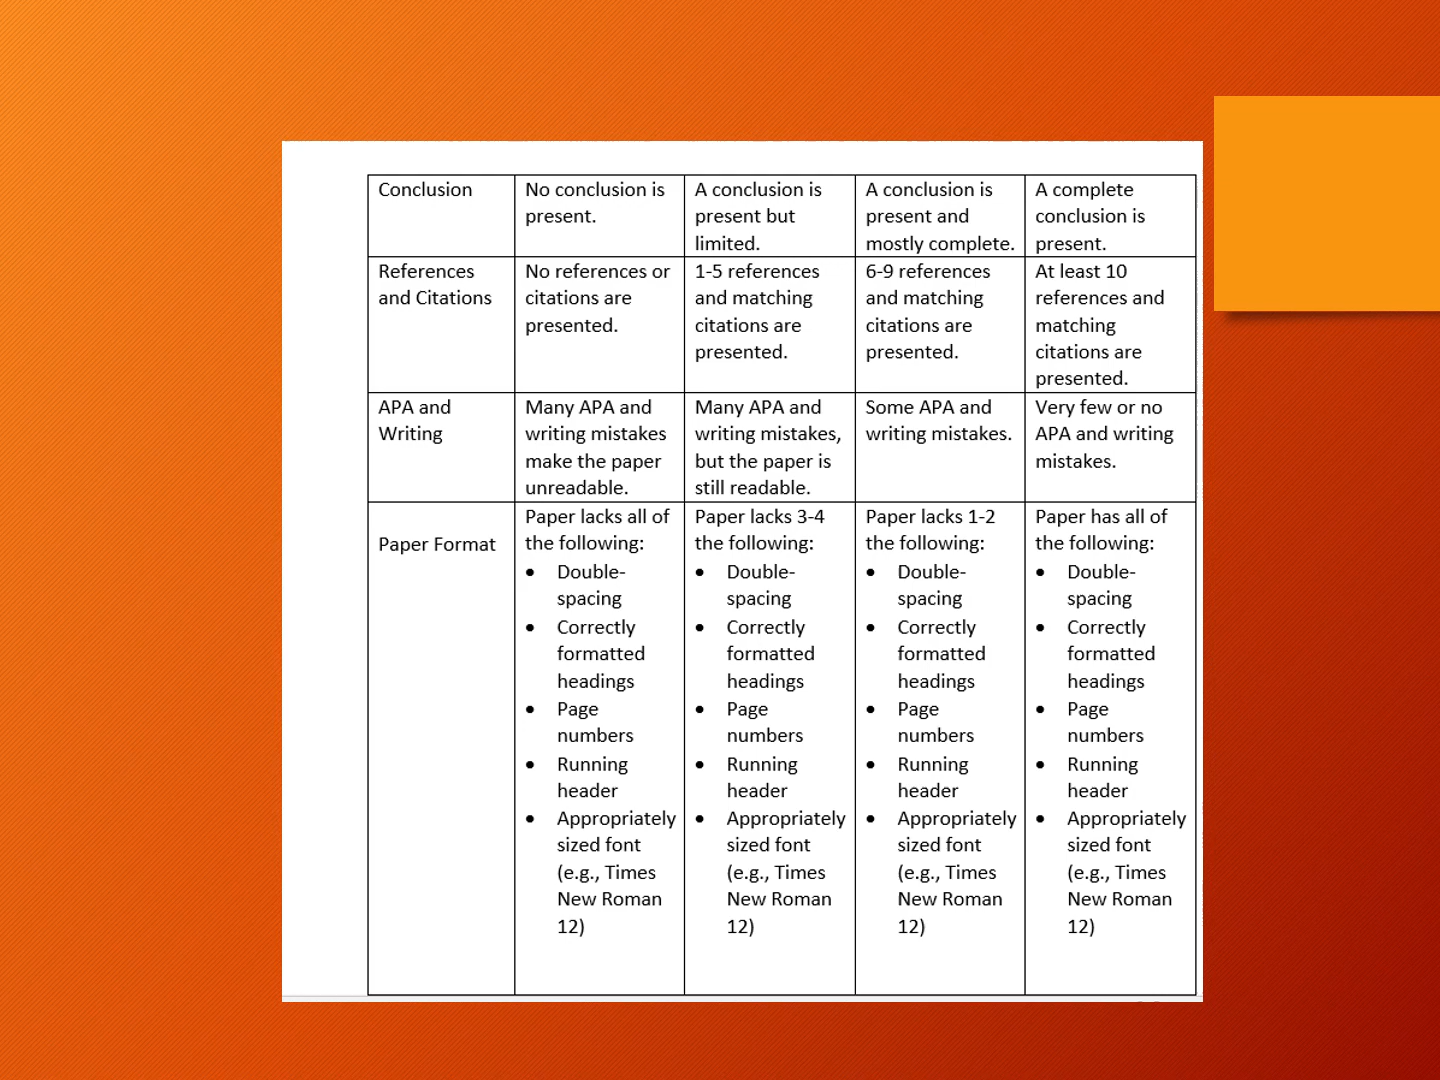 Conclusion
No conclusion is
present.
A conclusion is
present but
limited.
A conclusion is
present and
mostly complete.
A complete
conclusion is
present.
References
and Citations
No references or
citations are
presented.
1-5 references
and matching
citations are
presented.
6-9 references
and matching
citations are
presented.
At least 10
references and
matching
citations are
presented.
APA and
Writing
Many APA and
writing mistakes
make the paper
unreadable.
Many APA and
writing mistakes,
but the paper is
still readable.
Some APA and
writing mistakes.
Very few or no
APA and writing
mistakes.
Paper Format
Paper lacks all of
the following:
• Double-
spacing
• Correctly
formatted
headings
• Page
numbers
• Running
header
• Appropriately
sized font
(e.g., Times
New Roman
12)
Paper lacks 3-4
the following:
• Double-
spacing
• Correctly
formatted
headings
• Page
numbers
• Running
header
• Appropriately
sized font
(e.g., Times
New Roman
12)
Paper lacks 1-2
the following:
• Double-
spacing
• Correctly
formatted
headings
• Page
numbers
• Running
header
• Appropriately
sized font
(e.g., Times
New Roman
12)
Paper has all of
the following:
• Double-
spacing
• Correctly
formatted
headings
• Page
numbers
• Running
header
• Appropriately
sized font
(e.g., Times
New Roman
12)